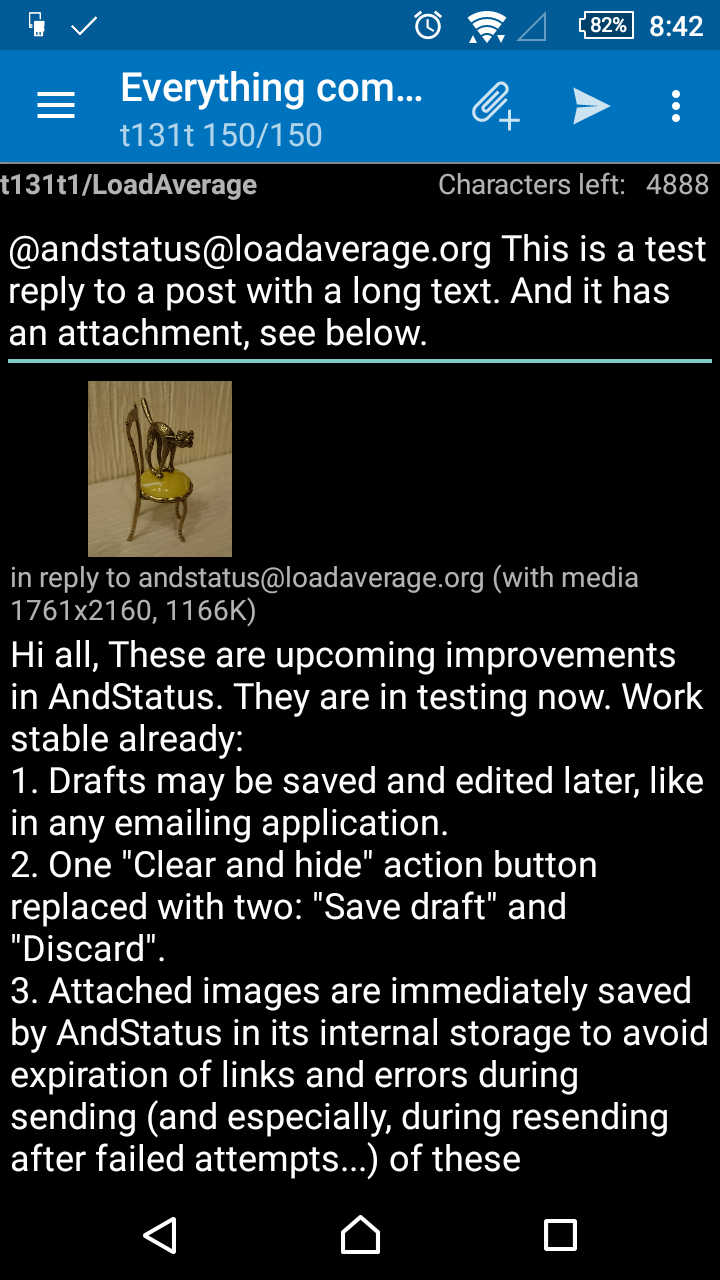 82% 8:42
Everything com...
t131t 150/150
t131t1/LoadAverage Characters left: 4888
@andstatus@loadaverage.org This is a test
reply to a post with a long text. And it has
an attachment, see below.
in reply to andstatus@loadaverage.org (with media
1761x2160, 1166K)
Hi all, These are upcoming improvements
in AndStatus. They are in testing now. Work
stable already:
1. Drafts may be saved and edited later, like
in any emailing application.
2. One "Clear and hide" action button
replaced with two: "Save draft" and
"Discard".
3. Attached images are immediately saved
by AndStatus in its internal storage to avoid
expiration of links and errors during
sending (and especially, during resending
after failed attempts...) of these